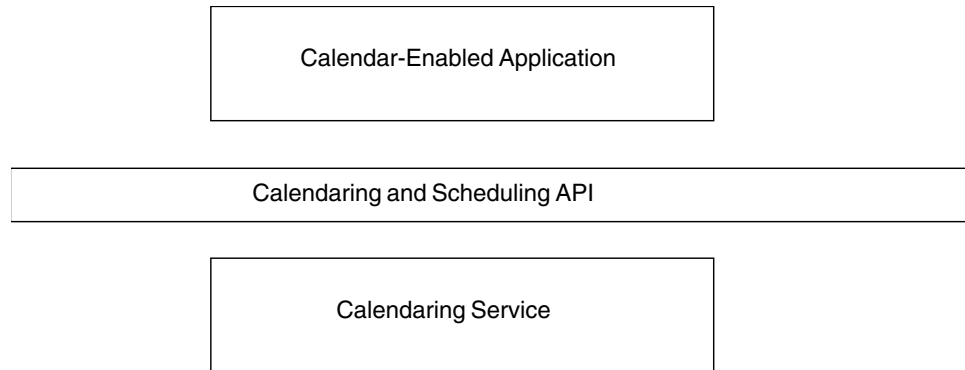 Calendar-Enabled Application
Calendaring and Scheduling API
Calendaring Service